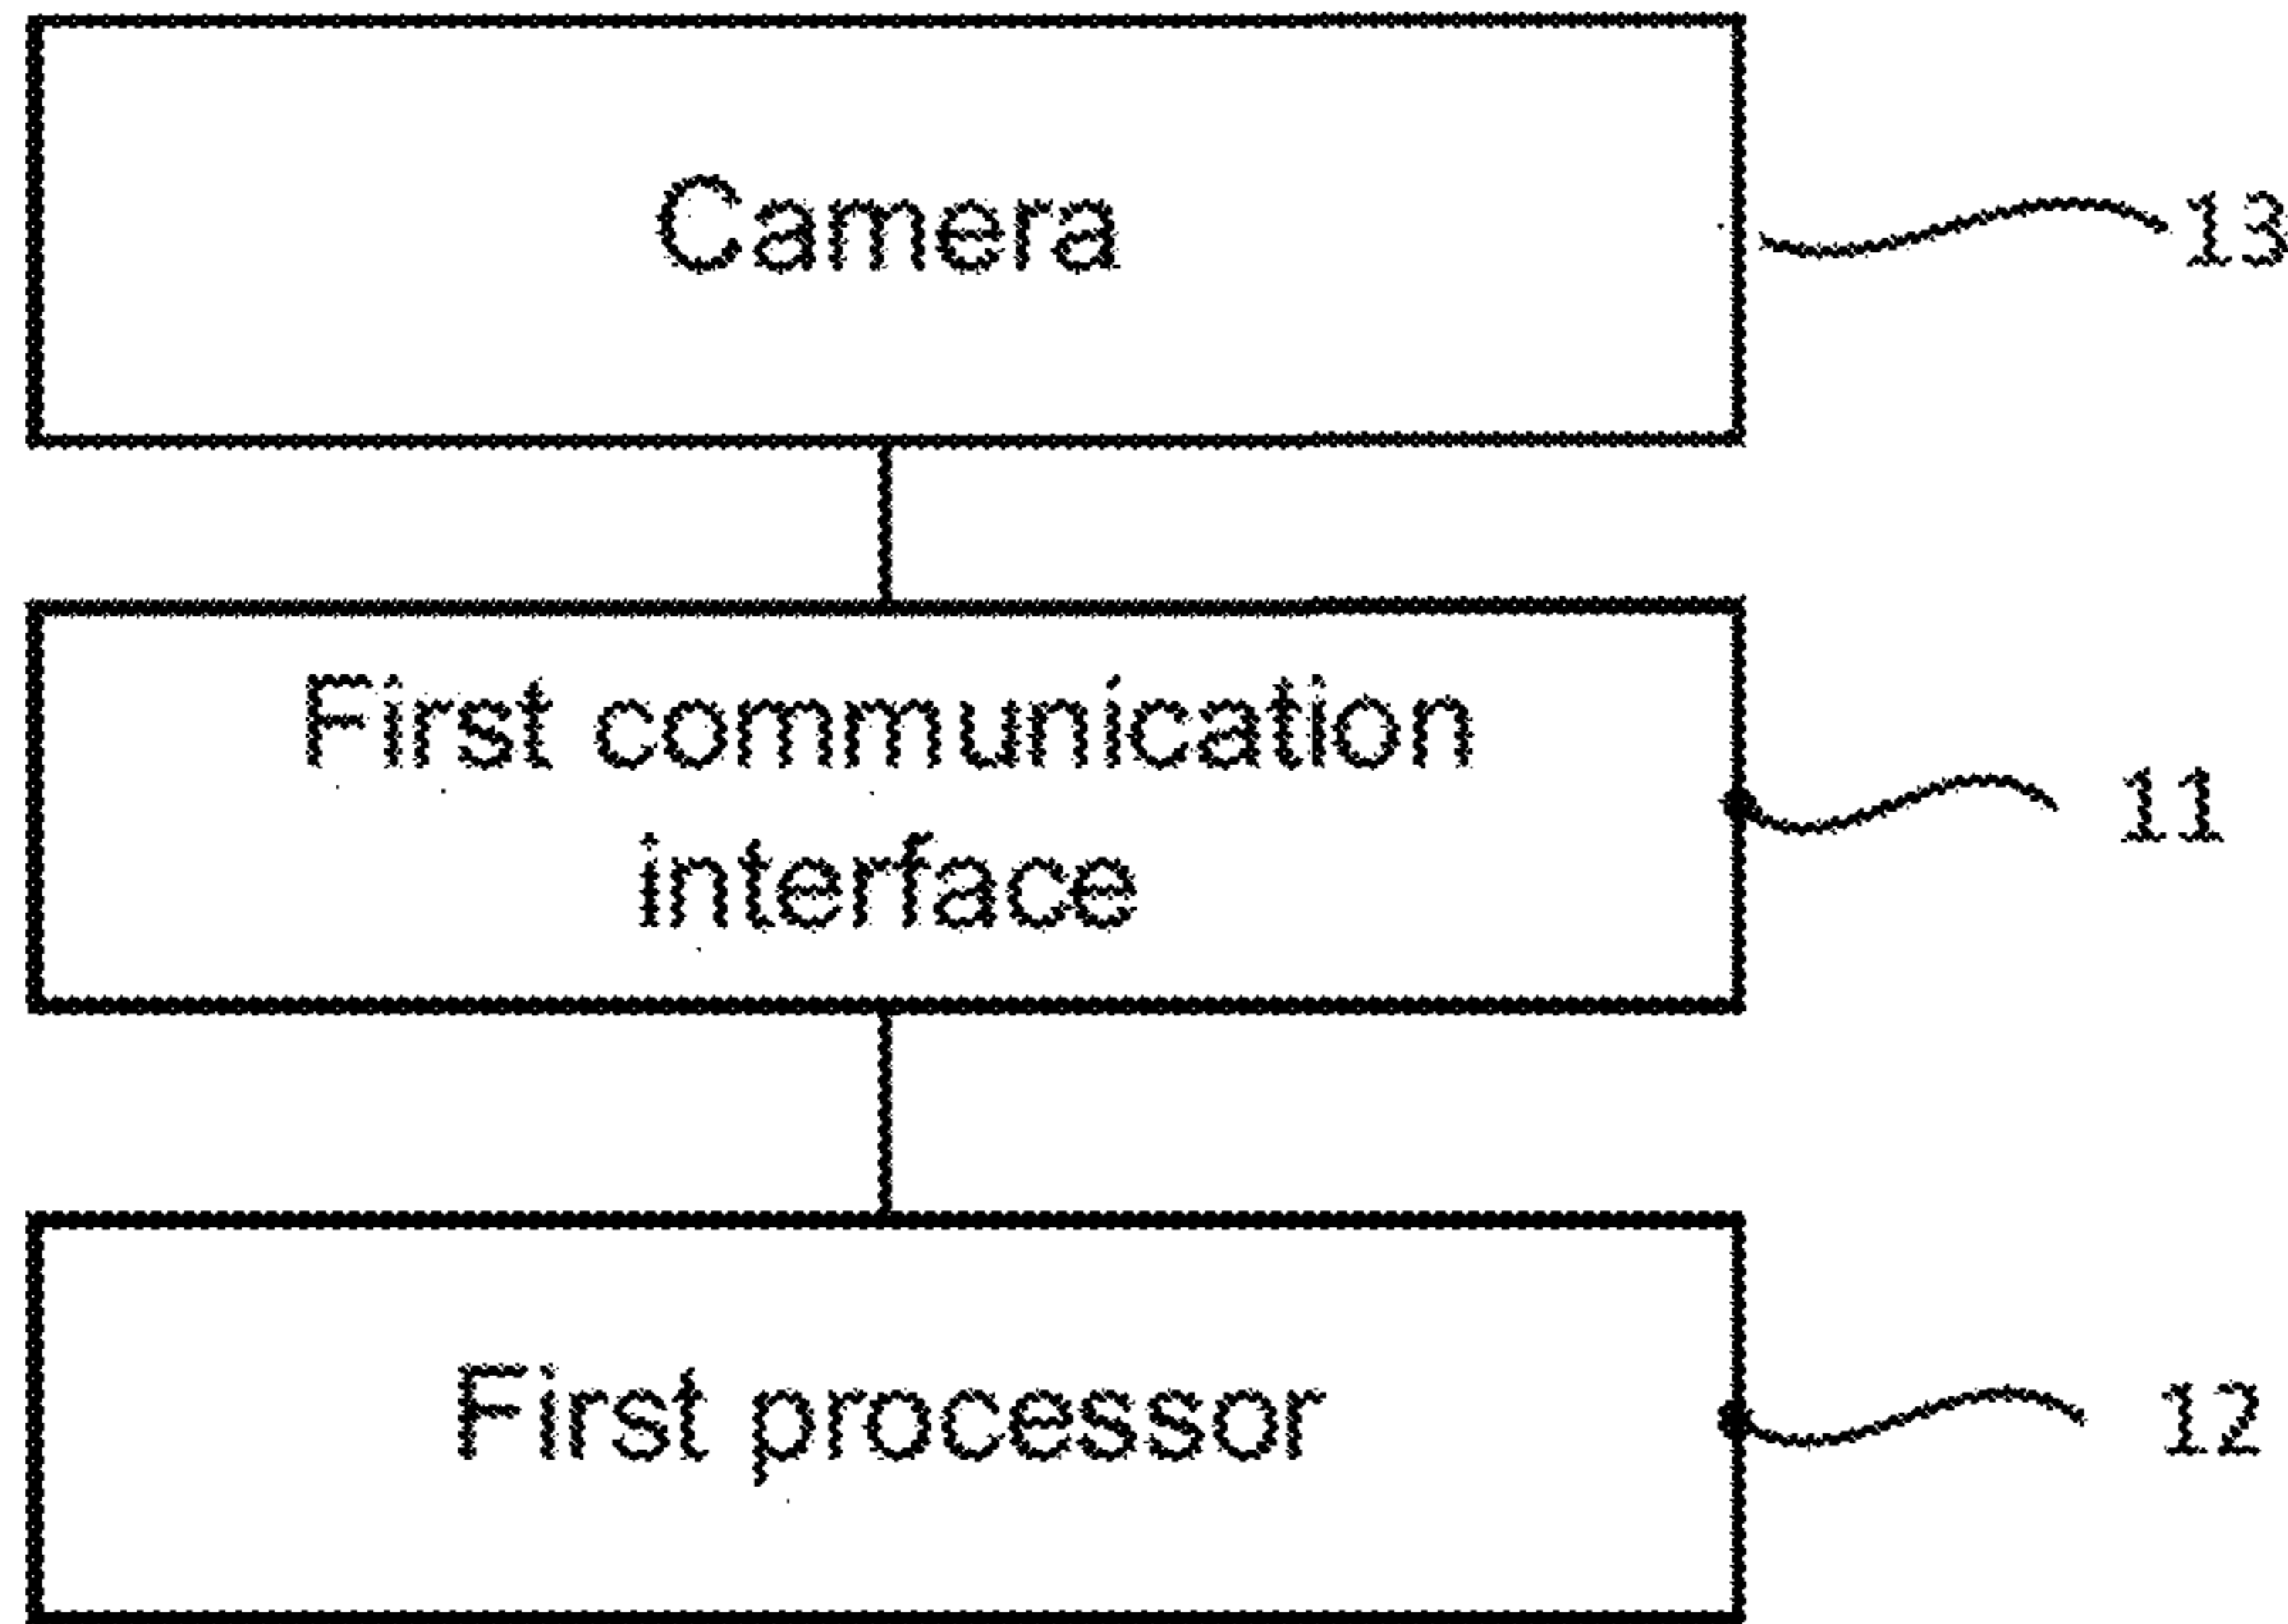 Camera
13
First communication
interface
11
First processor
12